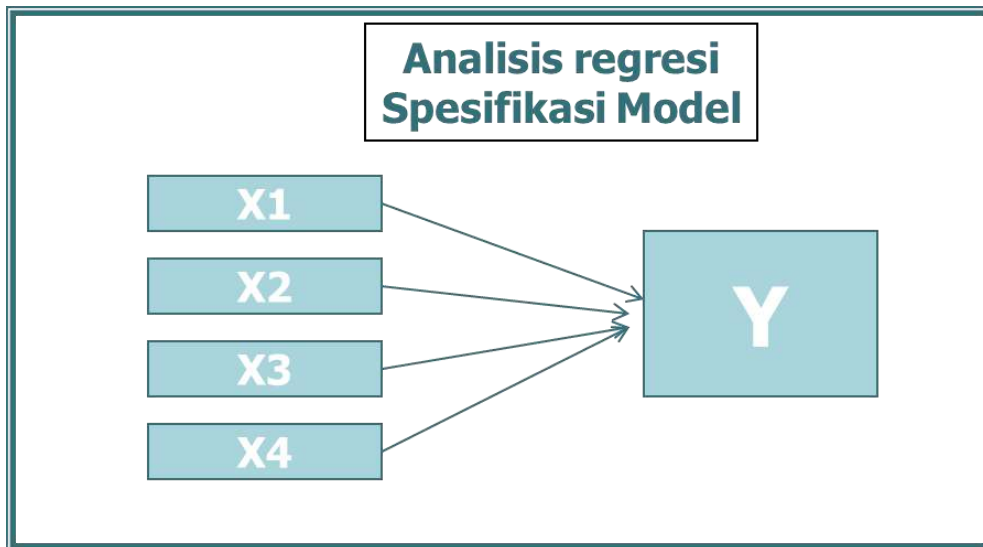 Analisis regresi
Spesifikasi Model
X1
X2
X3
X4
Y